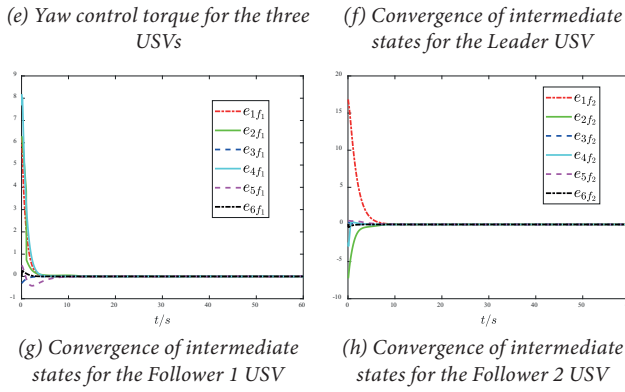 (e) Yaw control torque for the three
USVs
(f) Convergence of intermediate
states for the Leader USV
9
8
7
6
5
4
3
2
1
0
-1
0
10
20
30
40
50
60
t/s
e1f1
e2f1
e3f1
e4f1
e5f1
e6f1
(g) Convergence of intermediate
states for the Follower 1 USV
20
15
10
5
0
-5
-10
0
10
20
30
40
50
60
t/s
e1f2
e2f2
e3f2
e4f2
e5f2
e6f2
(h) Convergence of intermediate
states for the Follower 2 USV